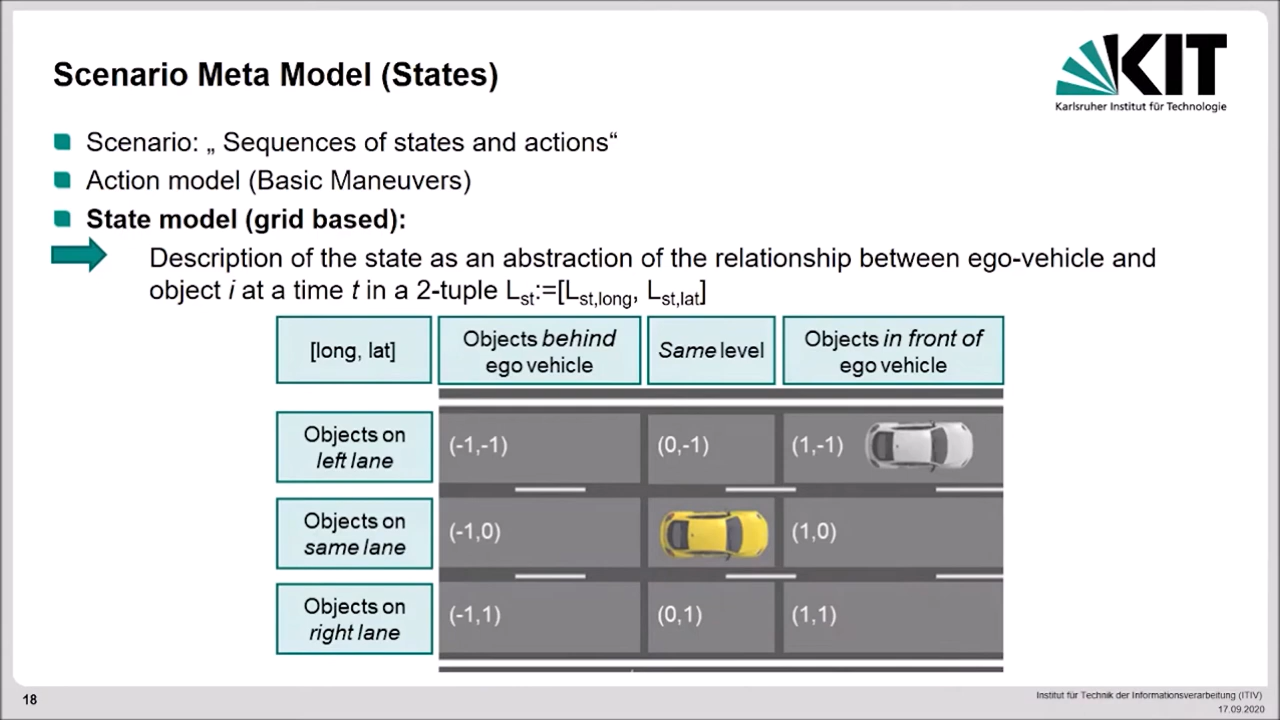 Scenario Meta Model (States)
KIT
Karlsruher Institut für Technologie
Scenario: „ Sequences of states and actions“
Action model (Basic Maneuvers)
State model (grid based):
Description of the state as an abstraction of the relationship between ego-vehicle and
object i at a time t in a 2-tuple Lst:=[Lst,long, Lst,lat]
[long, lat]
Objects behind
ego vehicle
Same level
Objects in front of
ego vehicle
Objects on
left lane
(-1,-1)
(0,-1)
(1,-1)
Objects on
same lane
(-1,0)
(1,0)
Objects on
right lane
(-1,1)
(0,1)
(1,1)
18
Institut für Technik der Informationsverarbeitung (ITIV)
17.09.2020